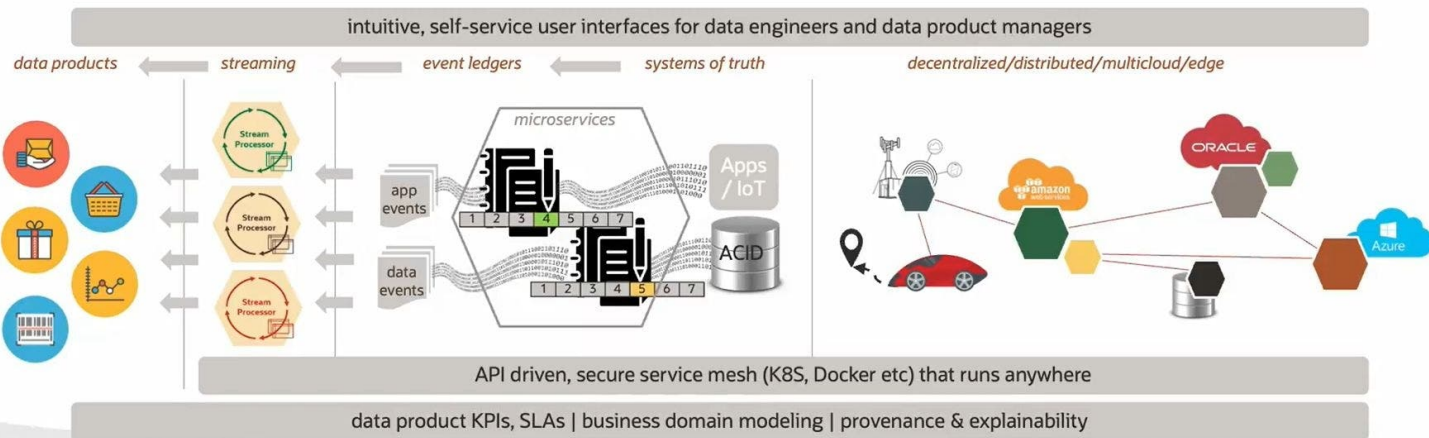 intuitive, self-service user interfaces for data engineers and data product managers
data products
streaming
event ledgers
systems of truth
decentralized/distributed/multicloud/edge
microservices
Stream
Processor
Stream
Processor
Stream
Processor
app
events
data
events
1 2 3 4 5 6 7
1 2 3 4 5 6 7
Apps
/ IoT
ACID
amazon
web services
ORACLE
Azure
API driven, secure service mesh (K8S, Docker etc) that runs anywhere
data product KPIs, SLAs | business domain modeling | provenance & explainability